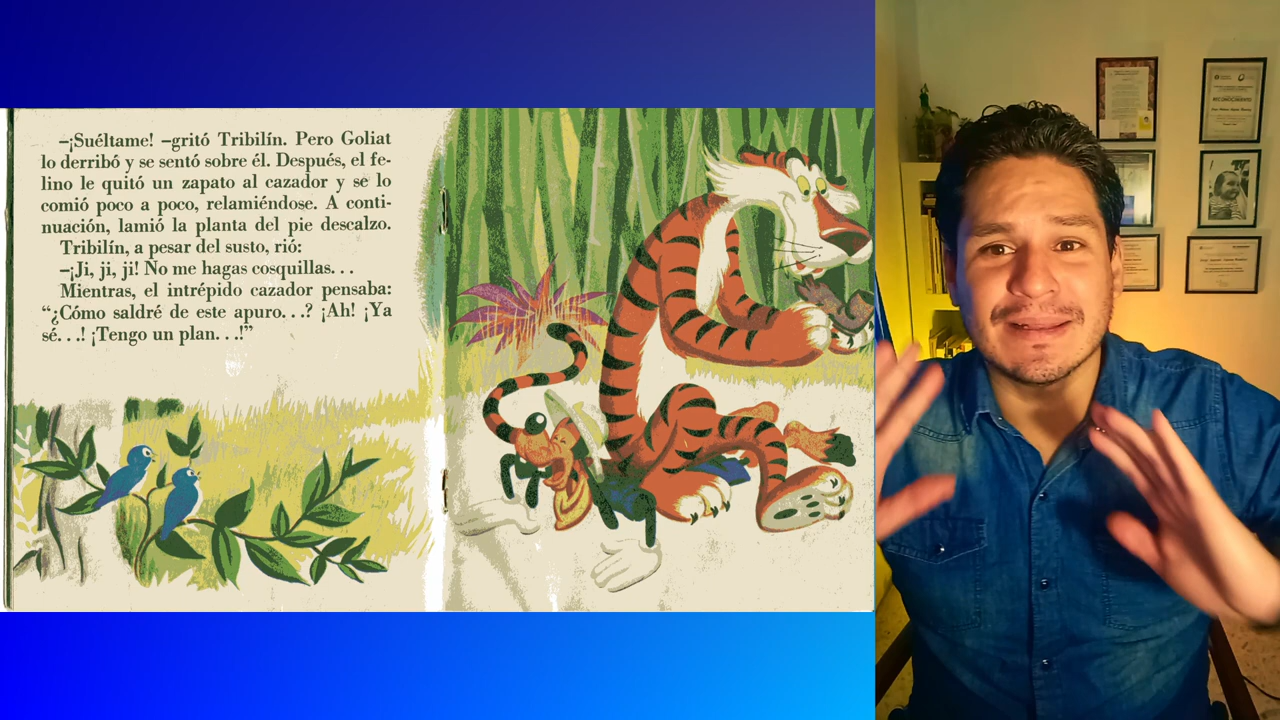 –¡Suéltame! –gritó Tribilín. Pero Goliat
lo derribó y se sentó sobre él. Después, el fe-
lino le quitó un zapato al cazador y se lo
comió poco a poco, relamiéndose. A conti-
nuación, lamió la planta del pie descalzo.
Tribilín, a pesar del susto, rió:
–¡Ji, ji, ji! No me hagas cosquillas. . .
Mientras, el intrépido cazador pensaba:
“¿Cómo saldré de este apuro. . .? ¡Ah! ¡Ya
sé. . .! ¡Tengo un plan. . .!”
RECONOCIMIENTO